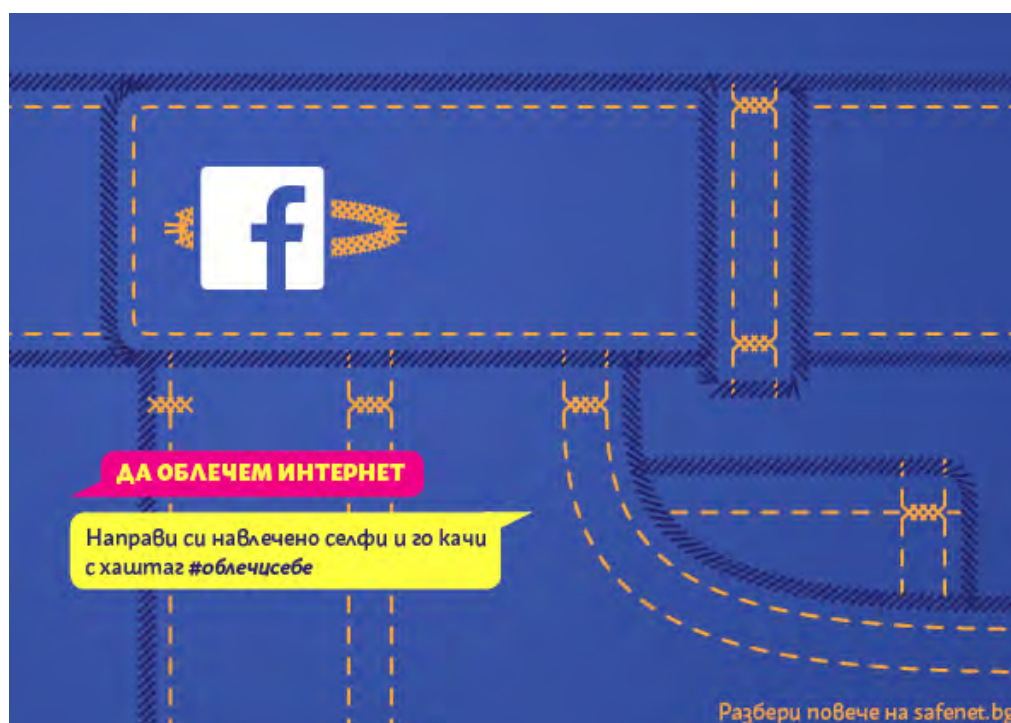 f
ДА ОБЛЕЧЕМ ИНТЕРНЕТ
Направи си навлечено селфи и го качи
с хаштаг #облечисебе
Разбери повече на safenet.bg